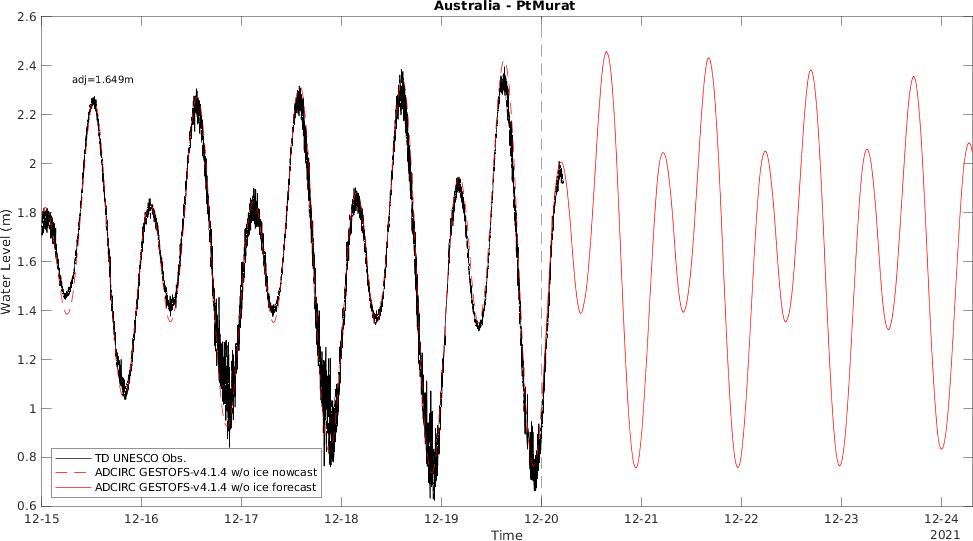 Australia - PtMurat
2.6
2.4
2.2
2
1.8
1.6
1.4
1.2
1
0.8
0.6
Water Level (m)
adj=1.649m
TD UNESCO Obs.
ADCIRC GESTOFS-v4.1.4 w/o ice nowcast
ADCIRC GESTOFS-v4.1.4 w/o ice forecast
12-15 12-16 12-17 12-18 12-19 12-20 12-21 12-22 12-23 12-24
Time
2021